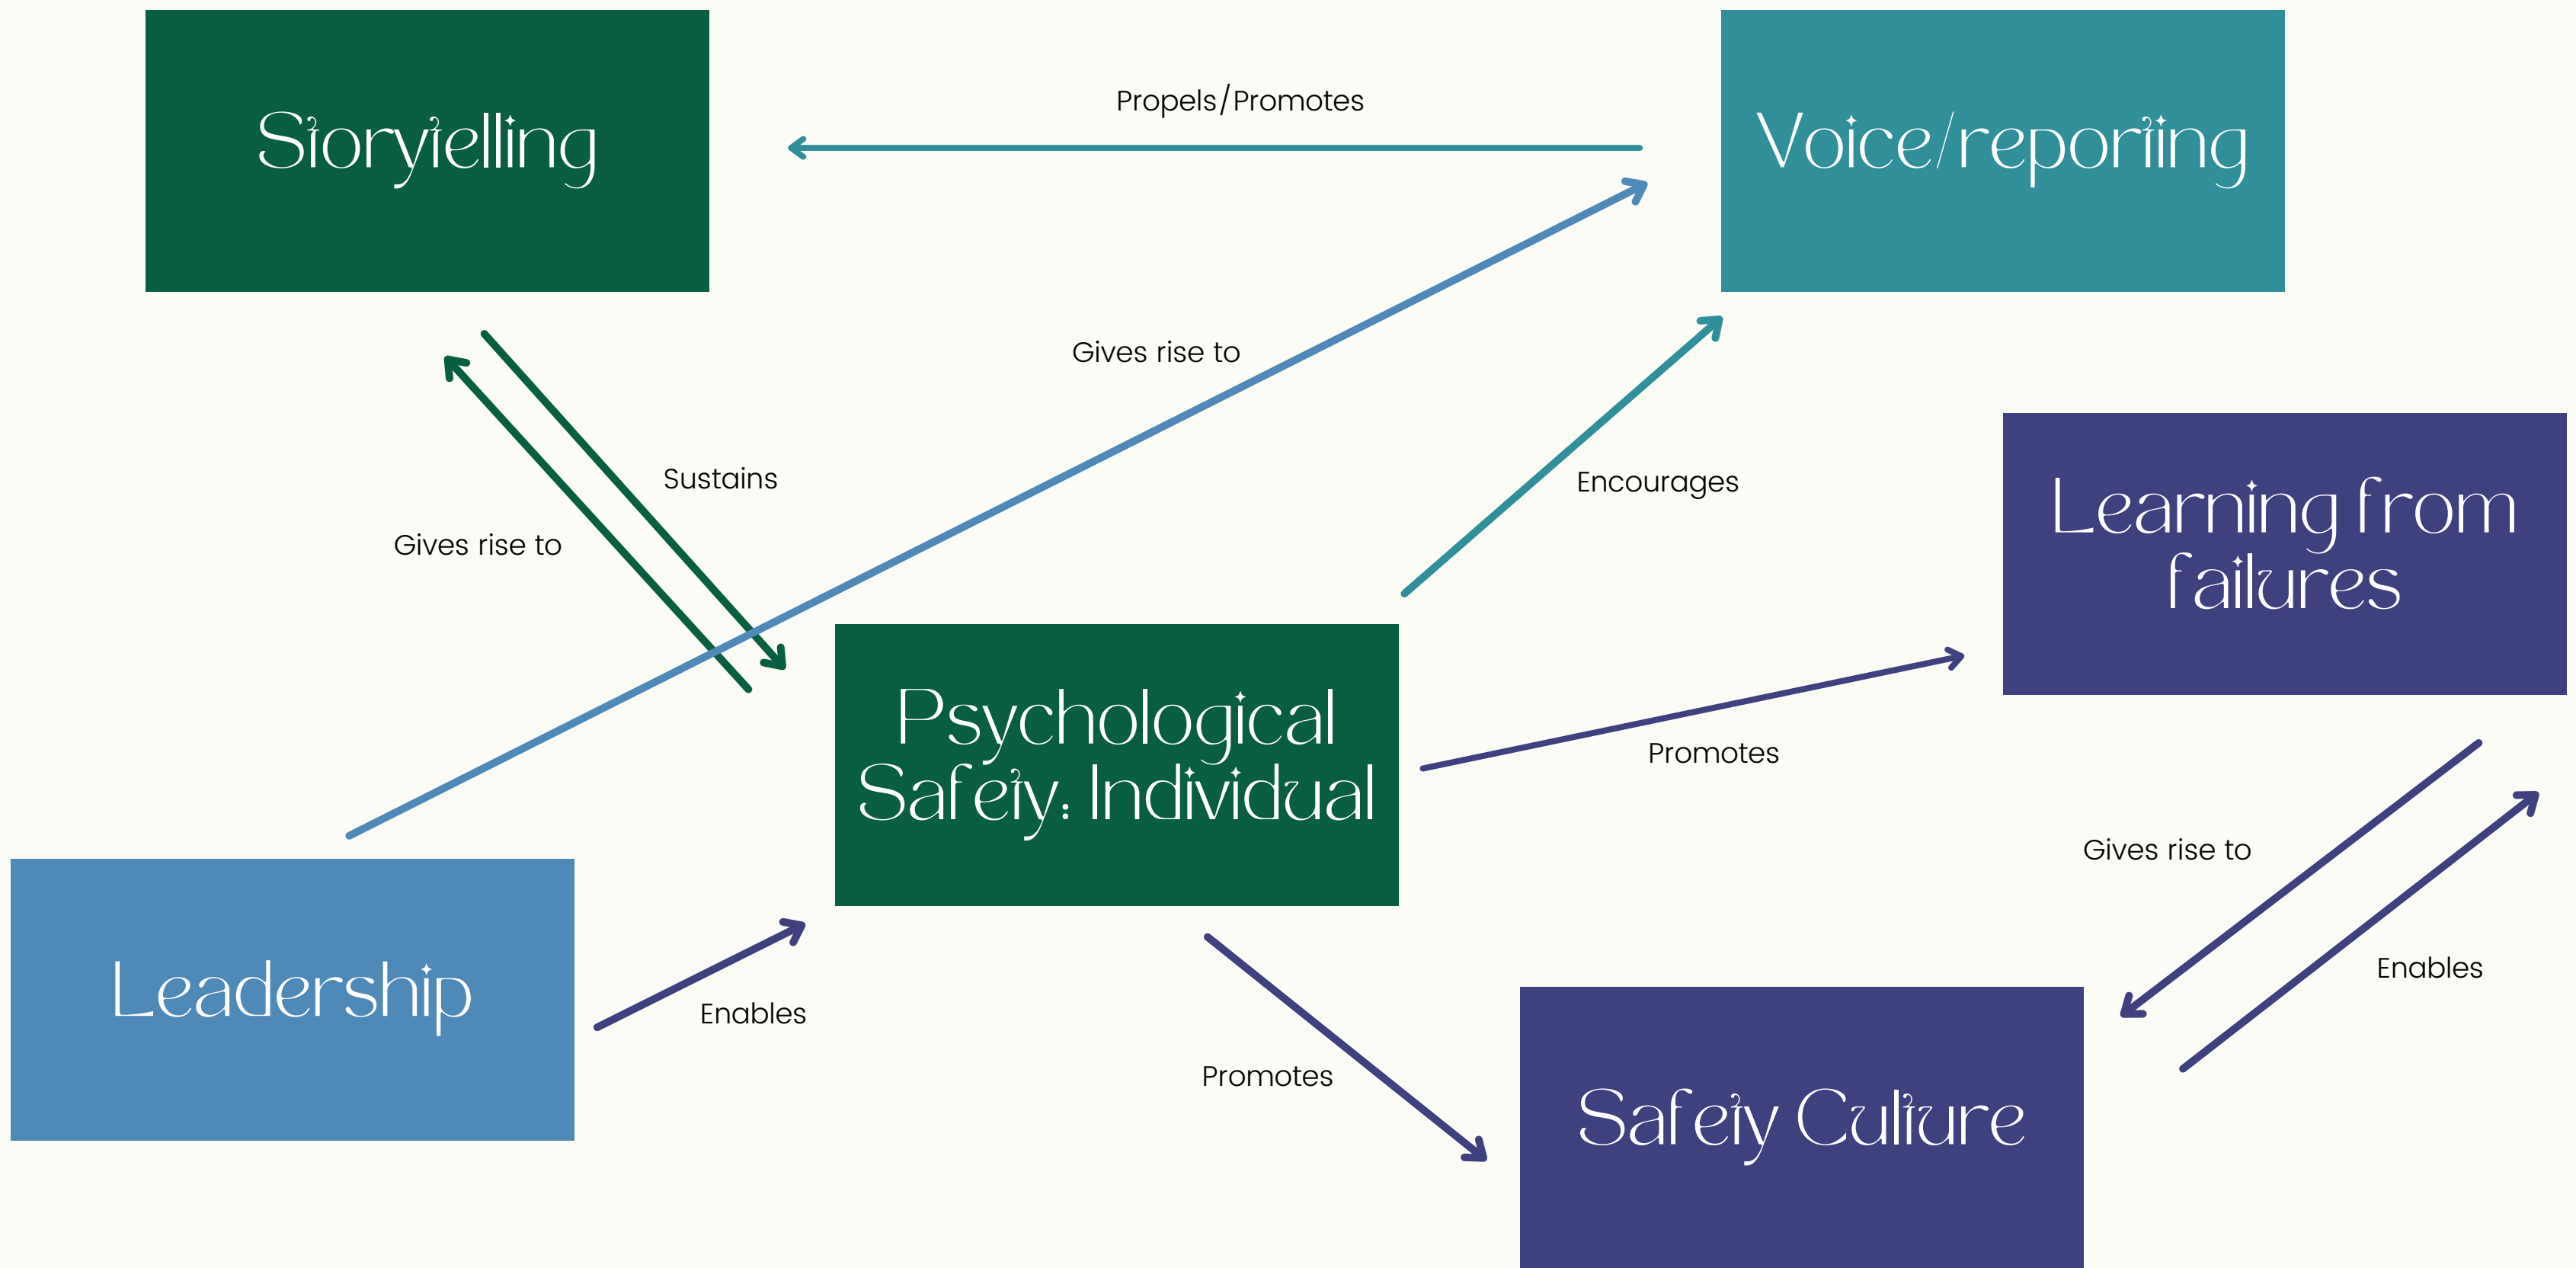 Storytelling
Propels/Promotes
Voice/reporting
Gives rise to
Sustains
Gives rise to
Encourages
Learning from
failures
Psychological
Safety: Individual
Promotes
Gives rise to
Enables
Leadership
Enables
Promotes
Safety Culture